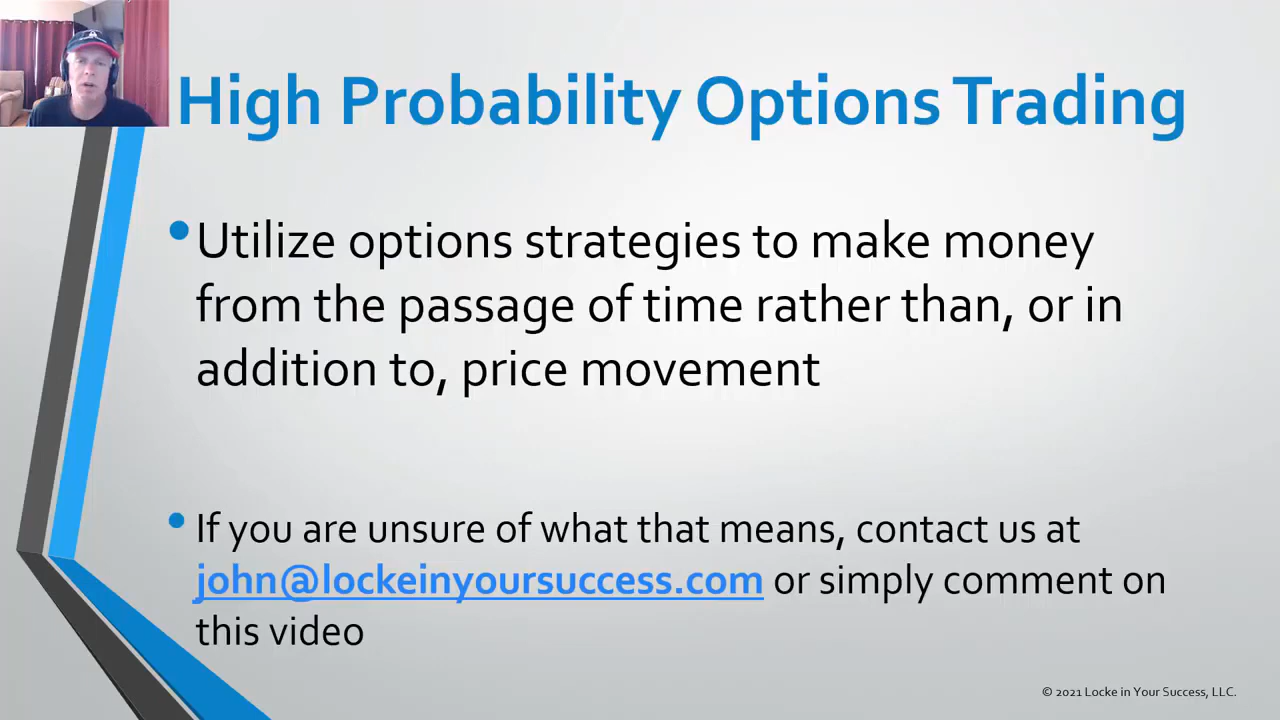 High Probability Options Trading
•Utilize options strategies to make money
from the passage of time rather than, or in
addition to, price movement
•If you are unsure of what that means, contact us at
john@lockeinyoursuccess.com or simply comment on
this video
© 2021 Locke in Your Success, LLC.